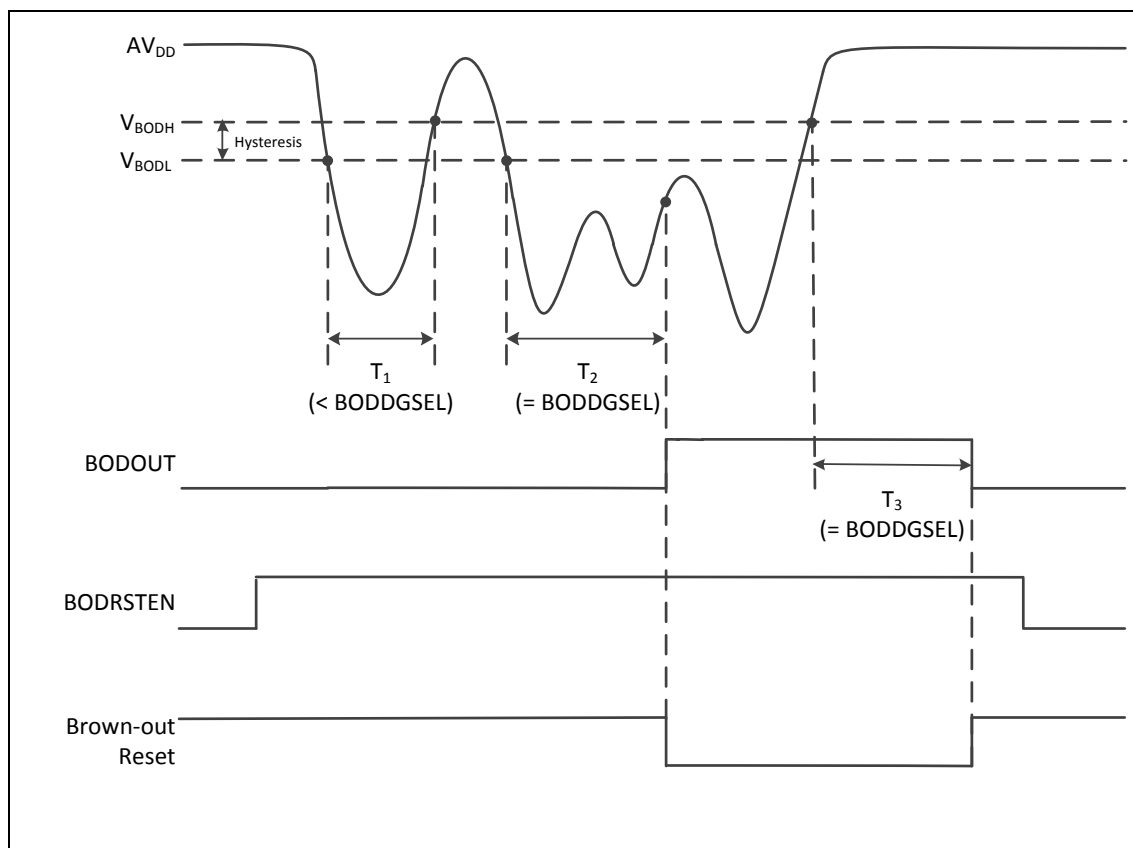 AVDD
VBODH
Hysteresis
VBODL
T1
(< BODDGSEL)
T2
(= BODDGSEL)
BODOUT
T3
(= BODDGSEL)
BODRSTEN
Brown-out
Reset